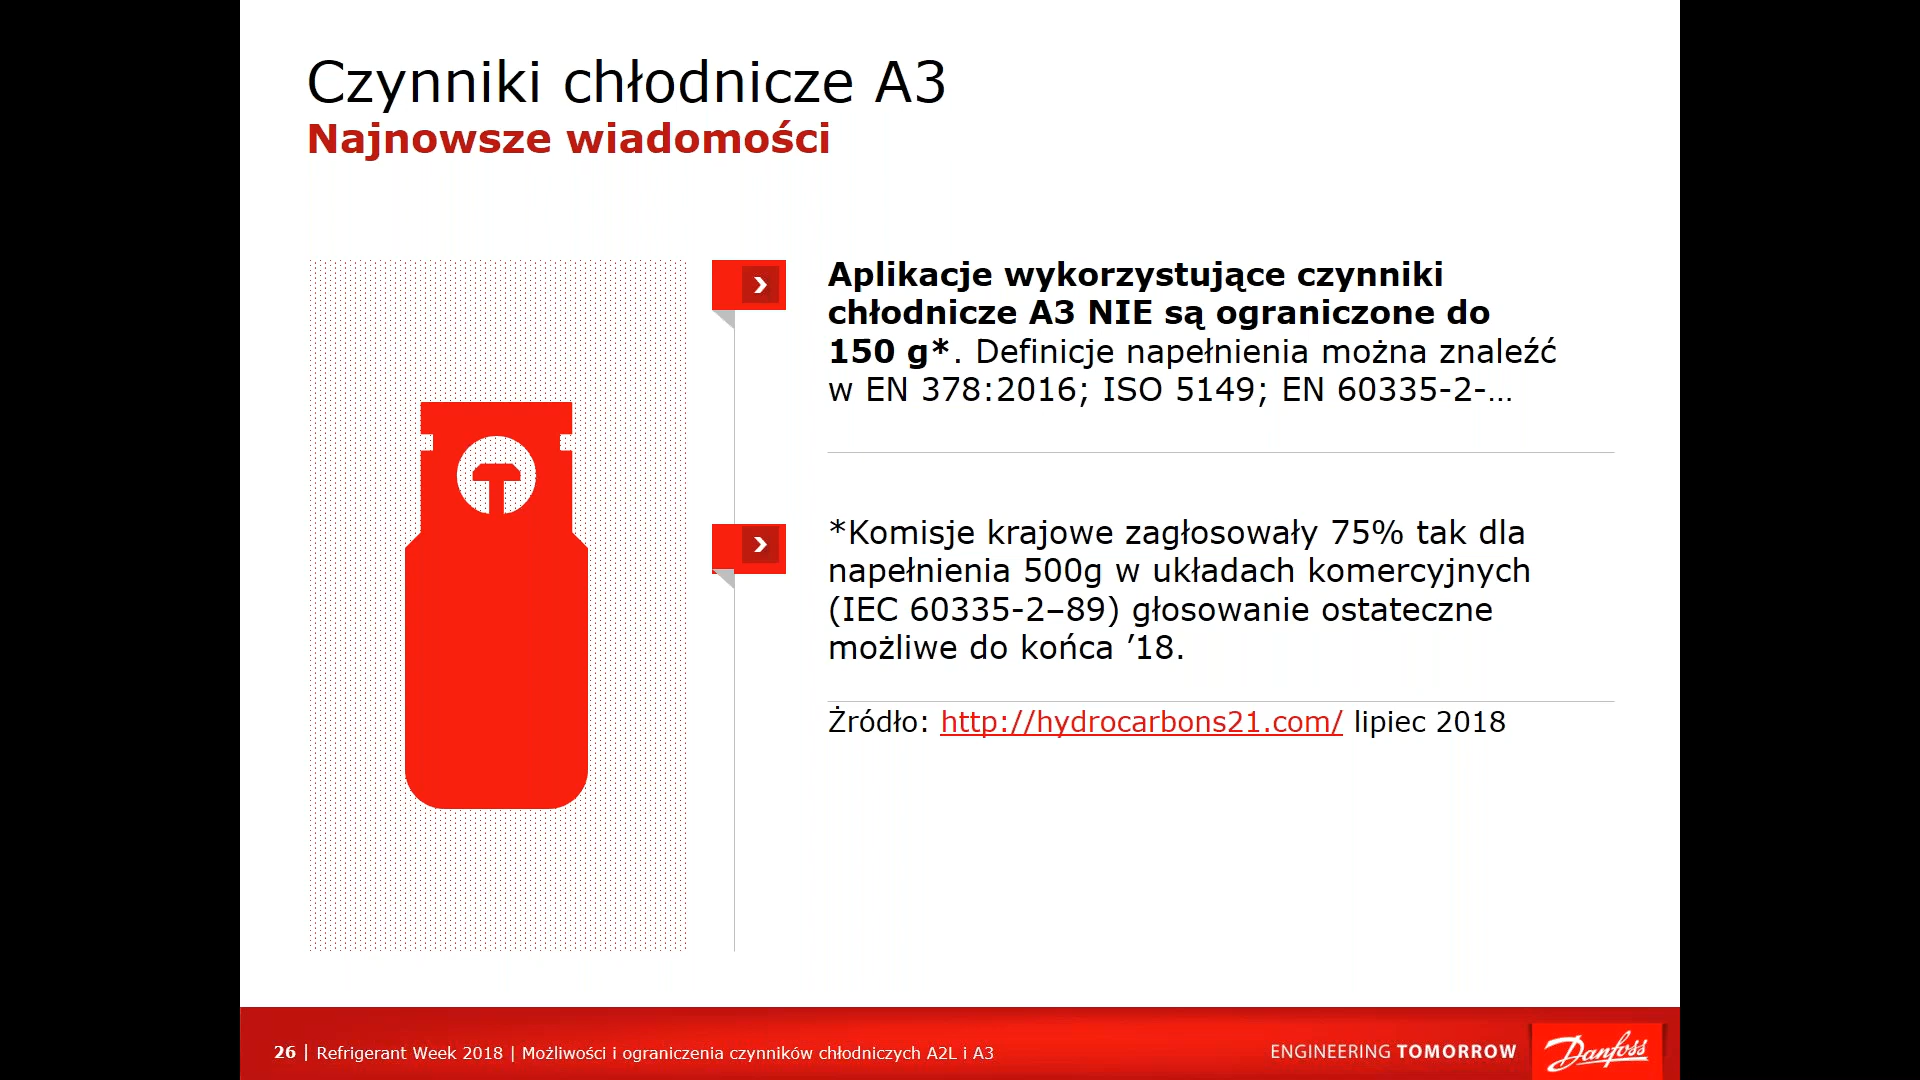 Czynniki chłodnicze A3
Najnowsze wiadomości
Aplikacje wykorzystujące czynniki
chłodnicze A3 NIE są ograniczone do
150 g*. Definicje napełnienia można znaleźć
w EN 378:2016; ISO 5149; EN 60335-2-...
*Komisje krajowe zagłosowały 75% tak dla
napełnienia 500g w układach komercyjnych
(IEC 60335-2–89) głosowanie ostateczne
możliwe do końca ’18.
Żródło: http://hydrocarbons21.com/ lipiec 2018
26 | Refrigerant Week 2018 | Możliwości i ograniczenia czynników chłodniczych A2L i A3
ENGINEERING TOMORROW
Danfoss